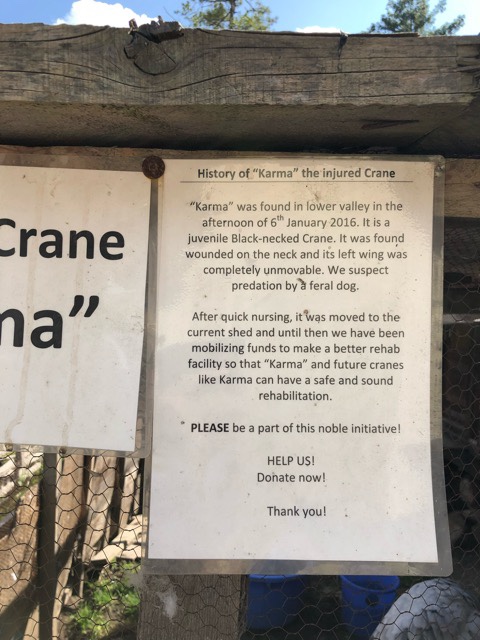 Crane
ma”
History of “Karma” the injured Crane
“Karma” was found in lower valley in the
afternoon of 6th January 2016. It is a
juvenile Black-necked Crane. It was found
wounded on the neck and its left wing was
completely unmovable. We suspect
predation by a feral dog.
After quick nursing, it was moved to the
current shed and until then we have been
mobilizing funds to make a better rehab
facility so that “Karma” and future cranes
like Karma can have a safe and sound
rehabilitation.
PLEASE be a part of this noble initiative!
HELP US!
Donate now!
Thank you!